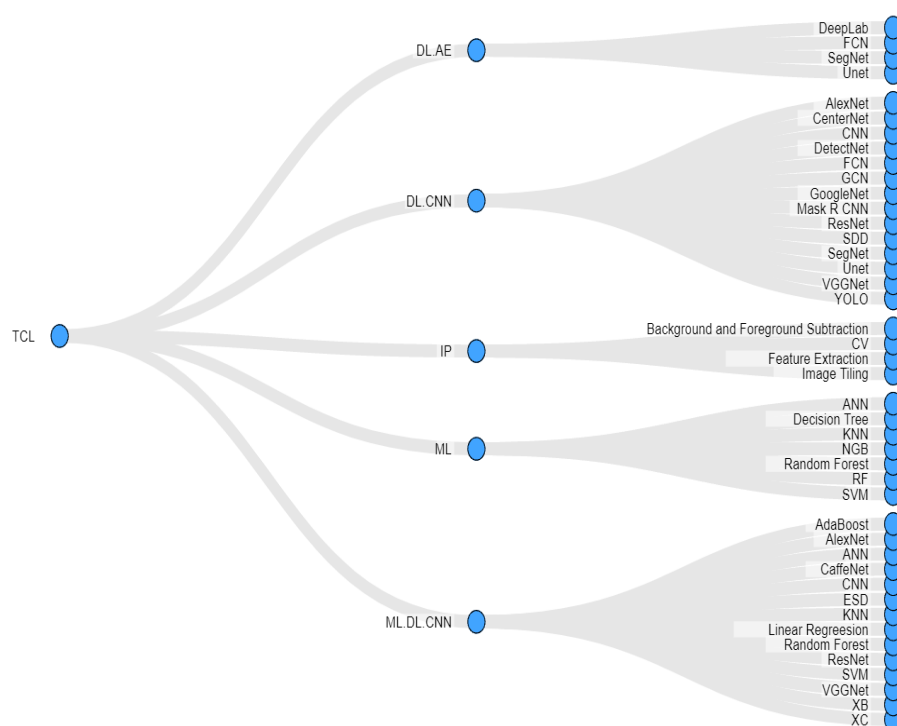 TCL
DL.AE
DeepLab
FCN
SegNet
Unet
DL.CNN
AlexNet
CenterNet
CNN
DetectNet
FCN
GCN
GoogleNet
Mask R CNN
ResNet
SDD
SegNet
Unet
VGGNet
YOLO
IP
Background and Foreground Subtraction
CV
Feature Extraction
Image Tiling
ML
ANN
Decision Tree
KNN
NGB
Random Forest
RF
SVM
ML.DL.CNN
AdaBoost
AlexNet
ANN
CaffeNet
CNN
ESD
KNN
Linear Regreesion
Random Forest
ResNet
SVM
VGGNet
XB
XC